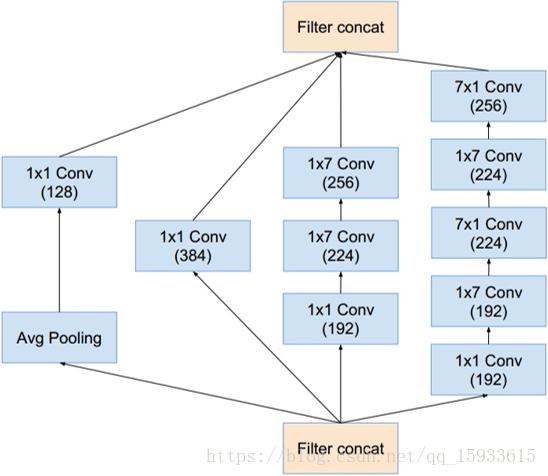 Filter concat
7x1 Conv
(256)
1x7 Conv
(256)
1x7 Conv
(224)
1x1 Conv
(128)
1x1 Conv
(384)
1x7 Conv
(224)
7x1 Conv
(224)
1x1 Conv
(192)
1x7 Conv
(192)
Avg Pooling
1x1 Conv
(192)
Filter concat
https://blog.csdn.net/qq_15933615